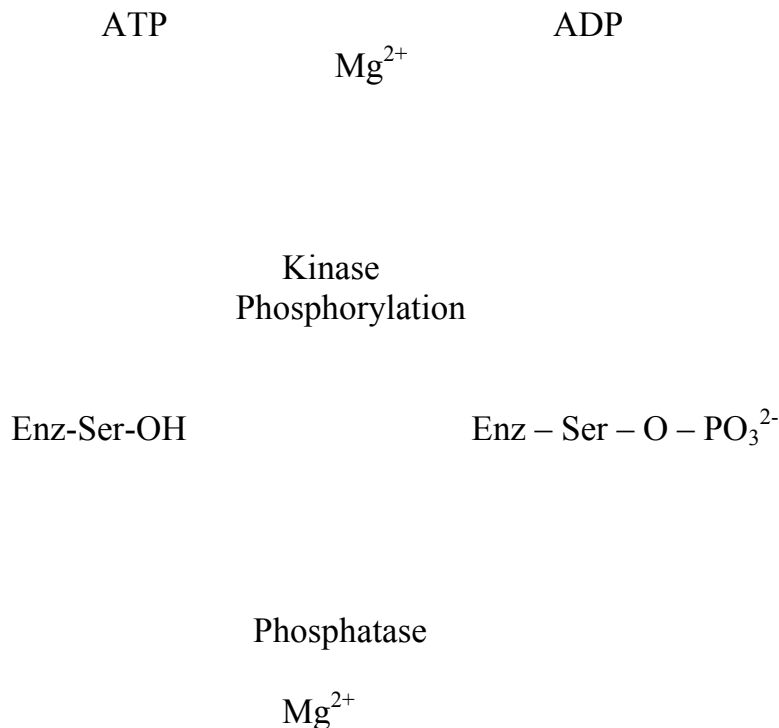 ATP ADP
Mg²⁺
Kinase
Phosphorylation
Enz-Ser-OH Enz – Ser – O – PO₃²⁻
Phosphatase
Mg²⁺